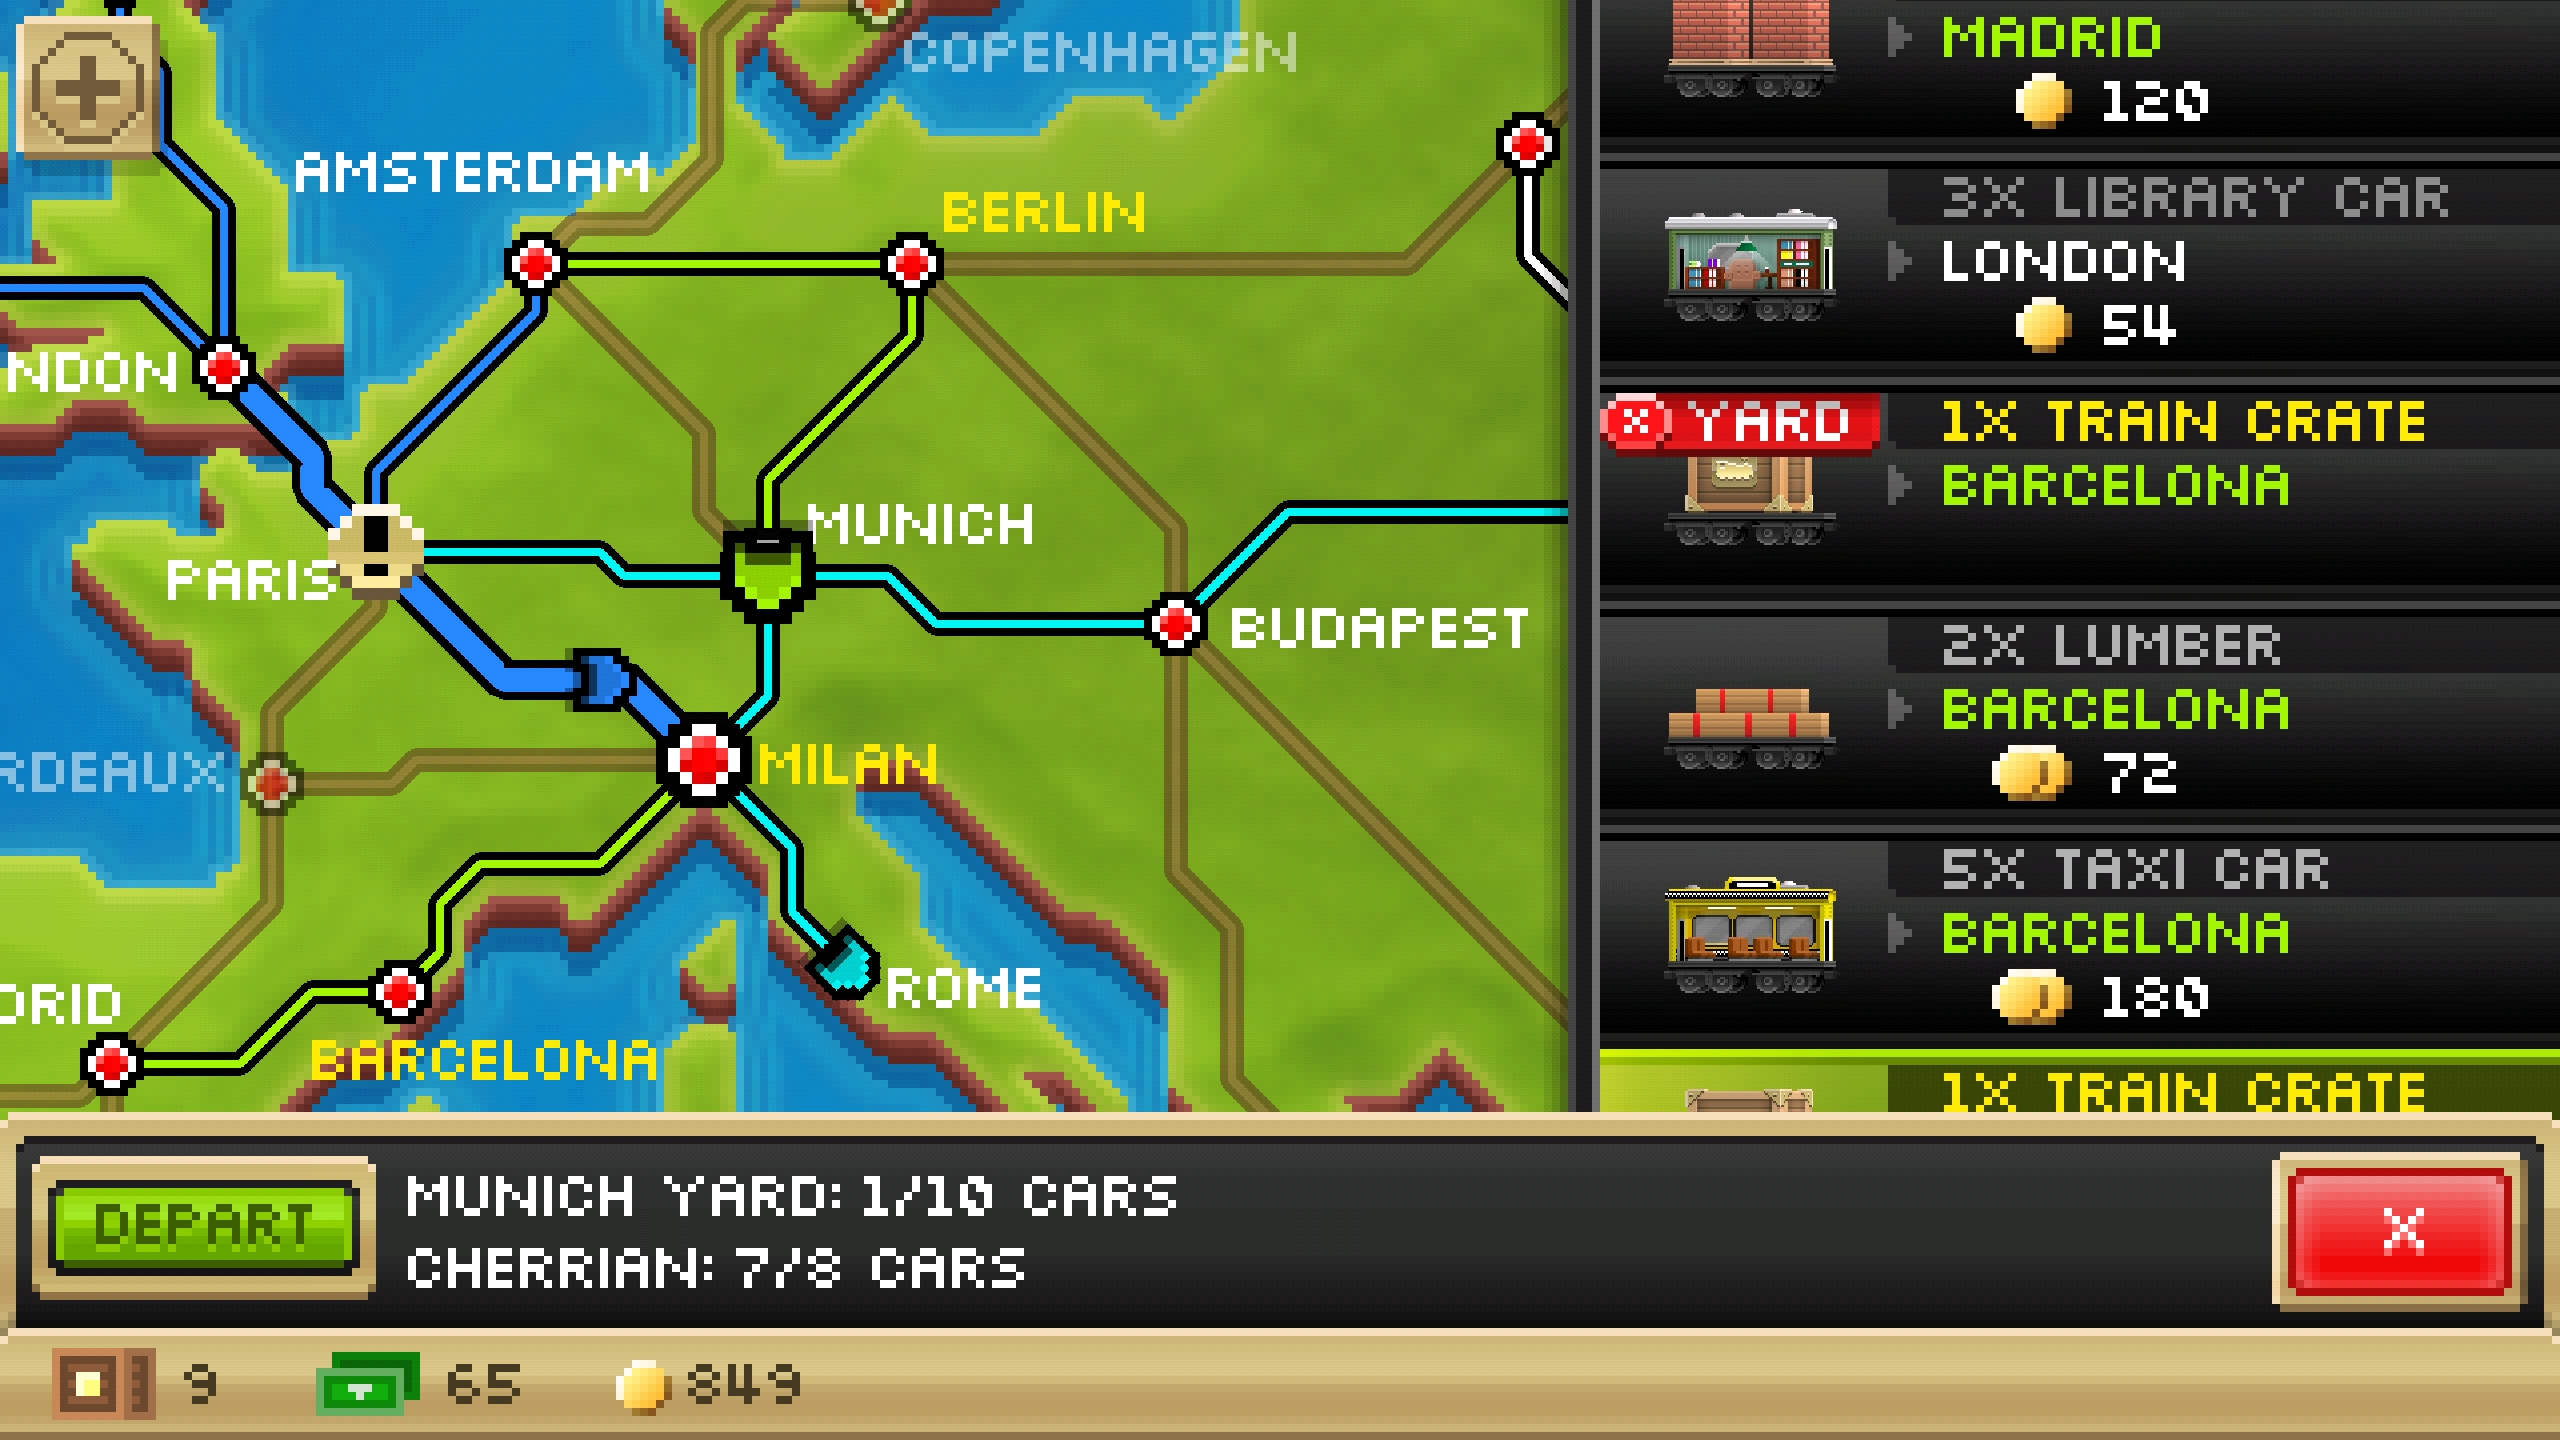 COPENHAGEN
AMSTERDAM
BERLIN
NDON
MUNICH
PARIS
BUDAPEST
RDEAUX
MILAN
ROME
DRID
BARCELONA
MADRID
120
3X LIBRARY CAR
LONDON
54
X YARD
1X TRAIN CRATE
BARCELONA
2X LUMBER
BARCELONA
72
5X TAXI CAR
BARCELONA
180
1X TRAIN CRATE
DEPART
MUNICH YARD: 1/10 CARS
CHERRIAN: 7/8 CARS
X
9 65 849